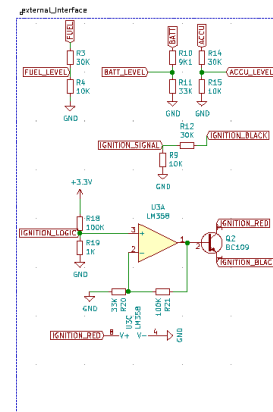 external_interface
FUEL
BATT
ACCU
R3
30K
R10
9K1
R14
30K
FUEL_LEVEL
BATT_LEVEL
ACCU_LEVEL
R4
10K
R11
33K
R15
10K
GND
GND
GND
R12
30K
IGNITION_BLACK
IGNITION_SIGNAL
R9
10K
GND
+3.3V
U3A
LM358
R18
100K
IGNITION_RED
IGNITION_LOGIC
3
+
1
2
-
Q2
BC109
R19
1K
GND
IGNITION_BLAC
GND
33K
R20
100K
R21
U3C
LM358
IGNITION_RED
8
V+
V-
4
GND